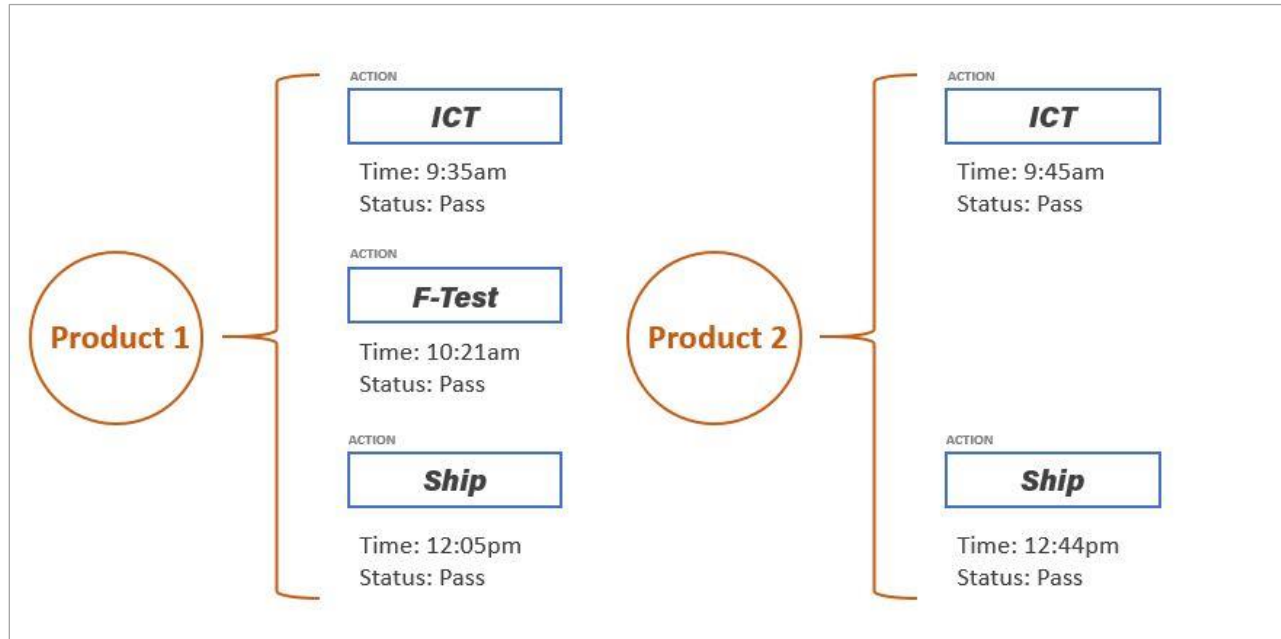 ACTION
ICT
Time: 9:35am
Status: Pass
ACTION
F-Test
Time: 10:21am
Status: Pass
ACTION
Ship
Time: 12:05pm
Status: Pass
Product 1
ACTION
ICT
Time: 9:45am
Status: Pass
Product 2
ACTION
Ship
Time: 12:44pm
Status: Pass